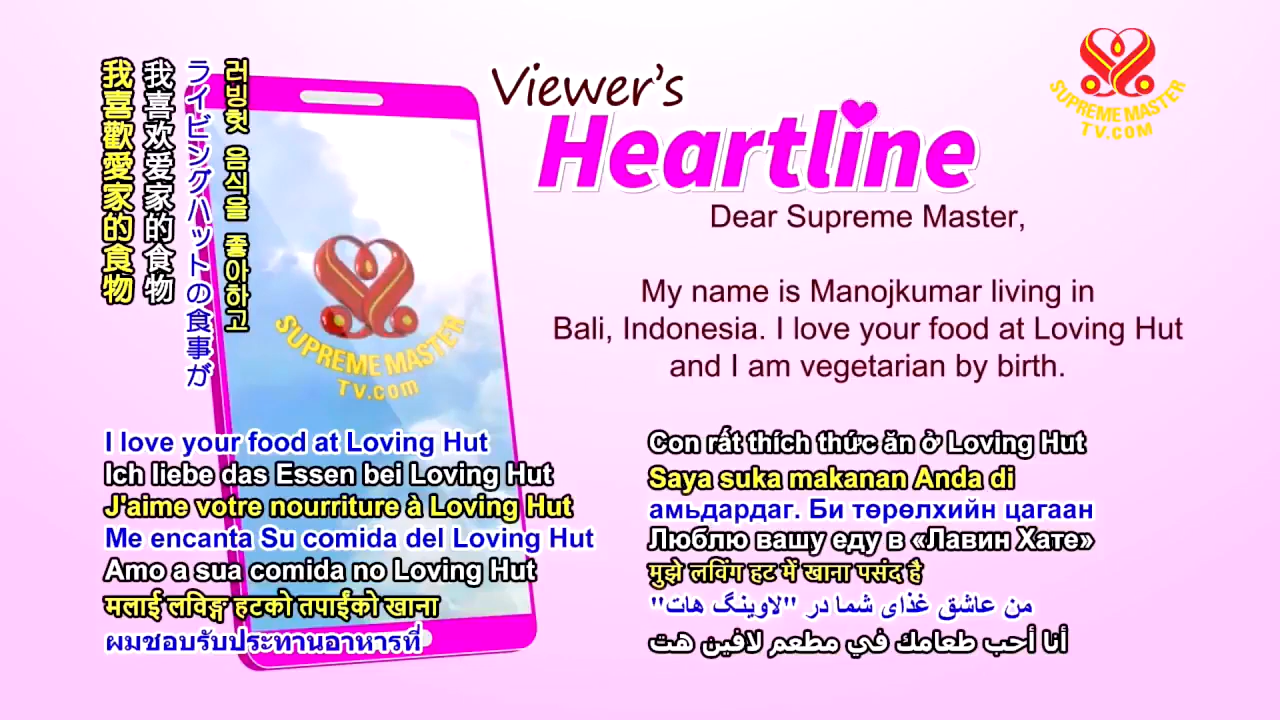 Viewer's
Heartline
SUPREME MASTER
TV.COM
Dear Supreme Master,
My name is Manojkumar living in
Bali, Indonesia. I love your food at Loving Hut
and I am vegetarian by birth.
SUPREME MASTER
TV.COM
我喜歡愛家的食物
我喜欢爱家的食物
ライビングハットの食事が
러빙헛 음식을 좋아하고
I love your food at Loving Hut
Ich liebe das Essen bei Loving Hut
J'aime votre nourriture à Loving Hut
Me encanta Su comida del Loving Hut
Amo a sua comida no Loving Hut
मलाई लविङ्ग हटको तपाईंको खाना
ผมชอบรับประทานอาหารที่
Con rất thích thức ăn ở Loving Hut
Saya suka makanan Anda di
амьдардаг. Би төрөлхийн цагаан
Люблю вашу еду в «Лавин Хате»
मुझे लविंग हट में खाना पसंद है
من عاشق غذای شما در "لاوینگ هات"
أنا أحب طعامك في مطعم لافين هت